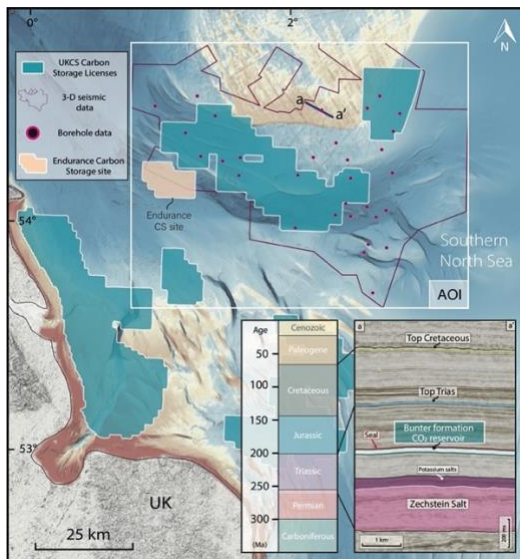 0°
2°
N
UKCS Carbon
Storage Licenses
3-D seismic
data
Borehole data
Endurance Carbon
Storage site
a
a'
54°
Endurance
CS site
Southern
North Sea
AOI
Age
Cenozoic
a
a'
50
Paleogene
Top Cretaceous
100
Cretaceous
Top Trias
150
Jurassic
Bunter formation
CO₂ reservoir
Seal
200
Triassic
Potassium salts
250
Permian
Zechstein Salt
300
Carboniferous
(Ma)
1 km
200 ms
53°
UK
25 km